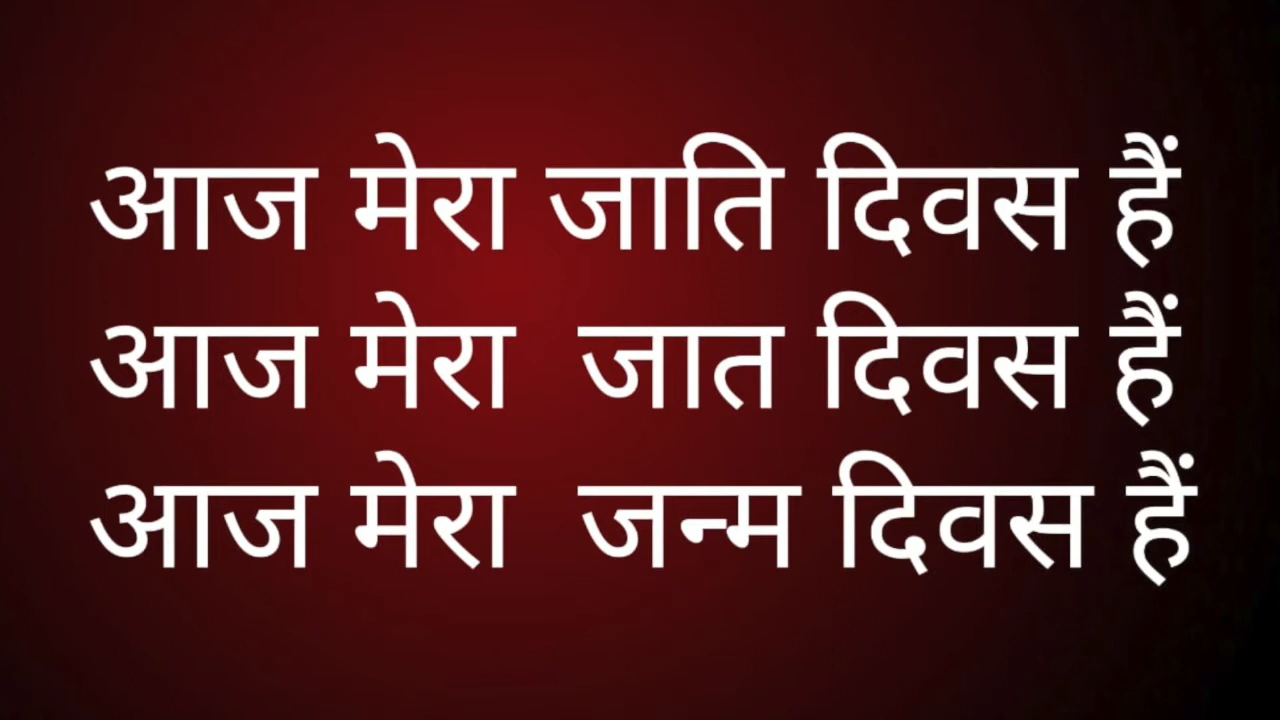 आज मेरा जाति दिवस हैं
आज मेरा जात दिवस हैं
आज मेरा जन्म दिवस हैं